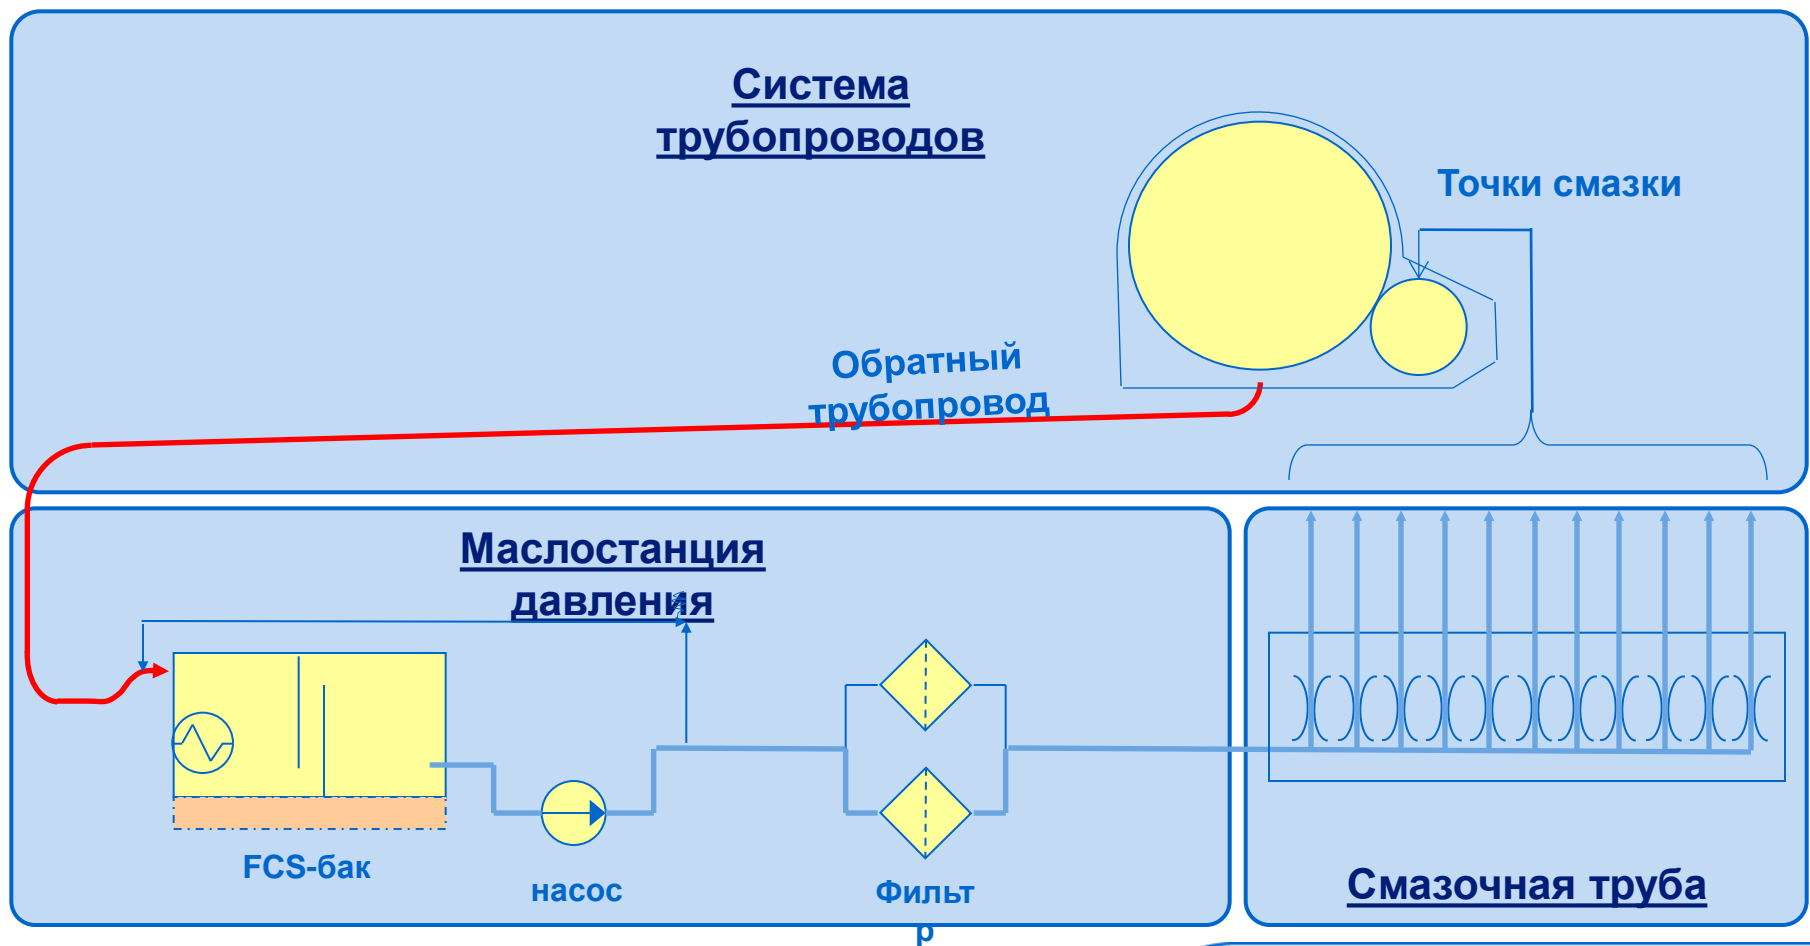 Система
трубопроводов
Точки смазки
Обратный
трубопровод
Маслостанция
давления
FCS-бак
насос
Фильт
р
Смазочная труба